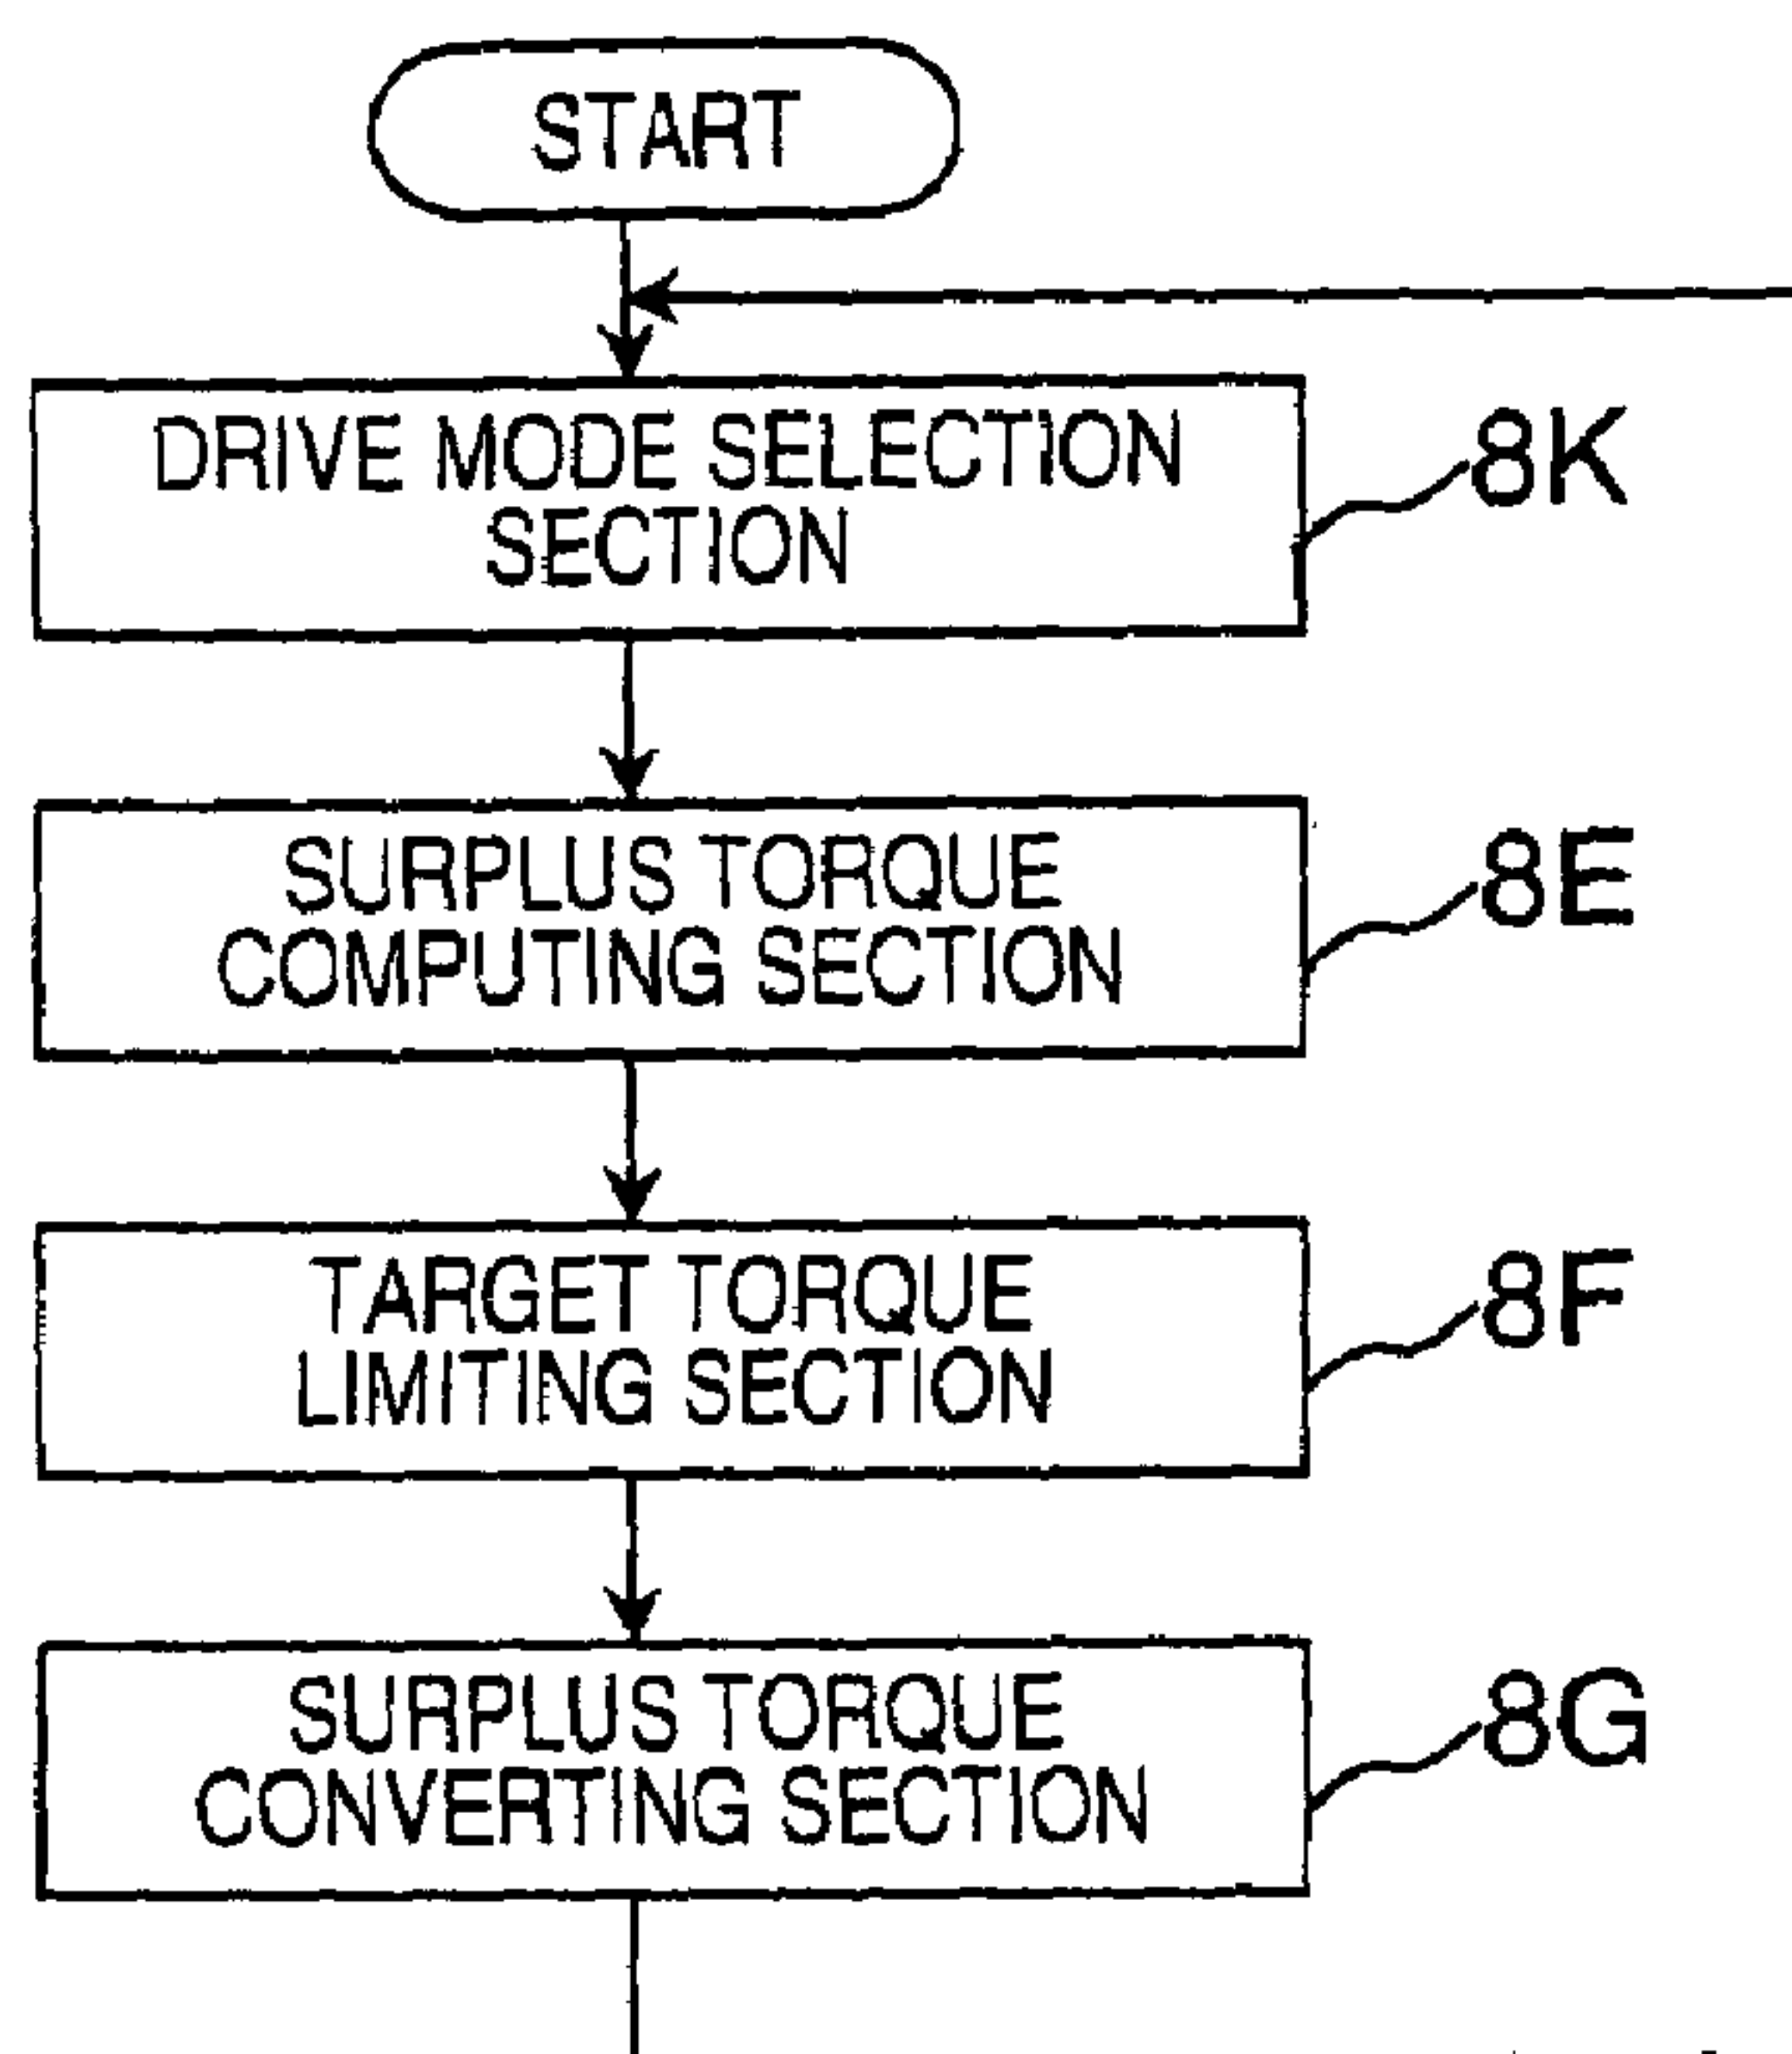 START
DRIVE MODE SELECTION
SECTION
8K
SURPLUS TORQUE
COMPUTING SECTION
8E
TARGET TORQUE
LIMITING SECTION
8F
SURPLUS TORQUE
CONVERTING SECTION
8G